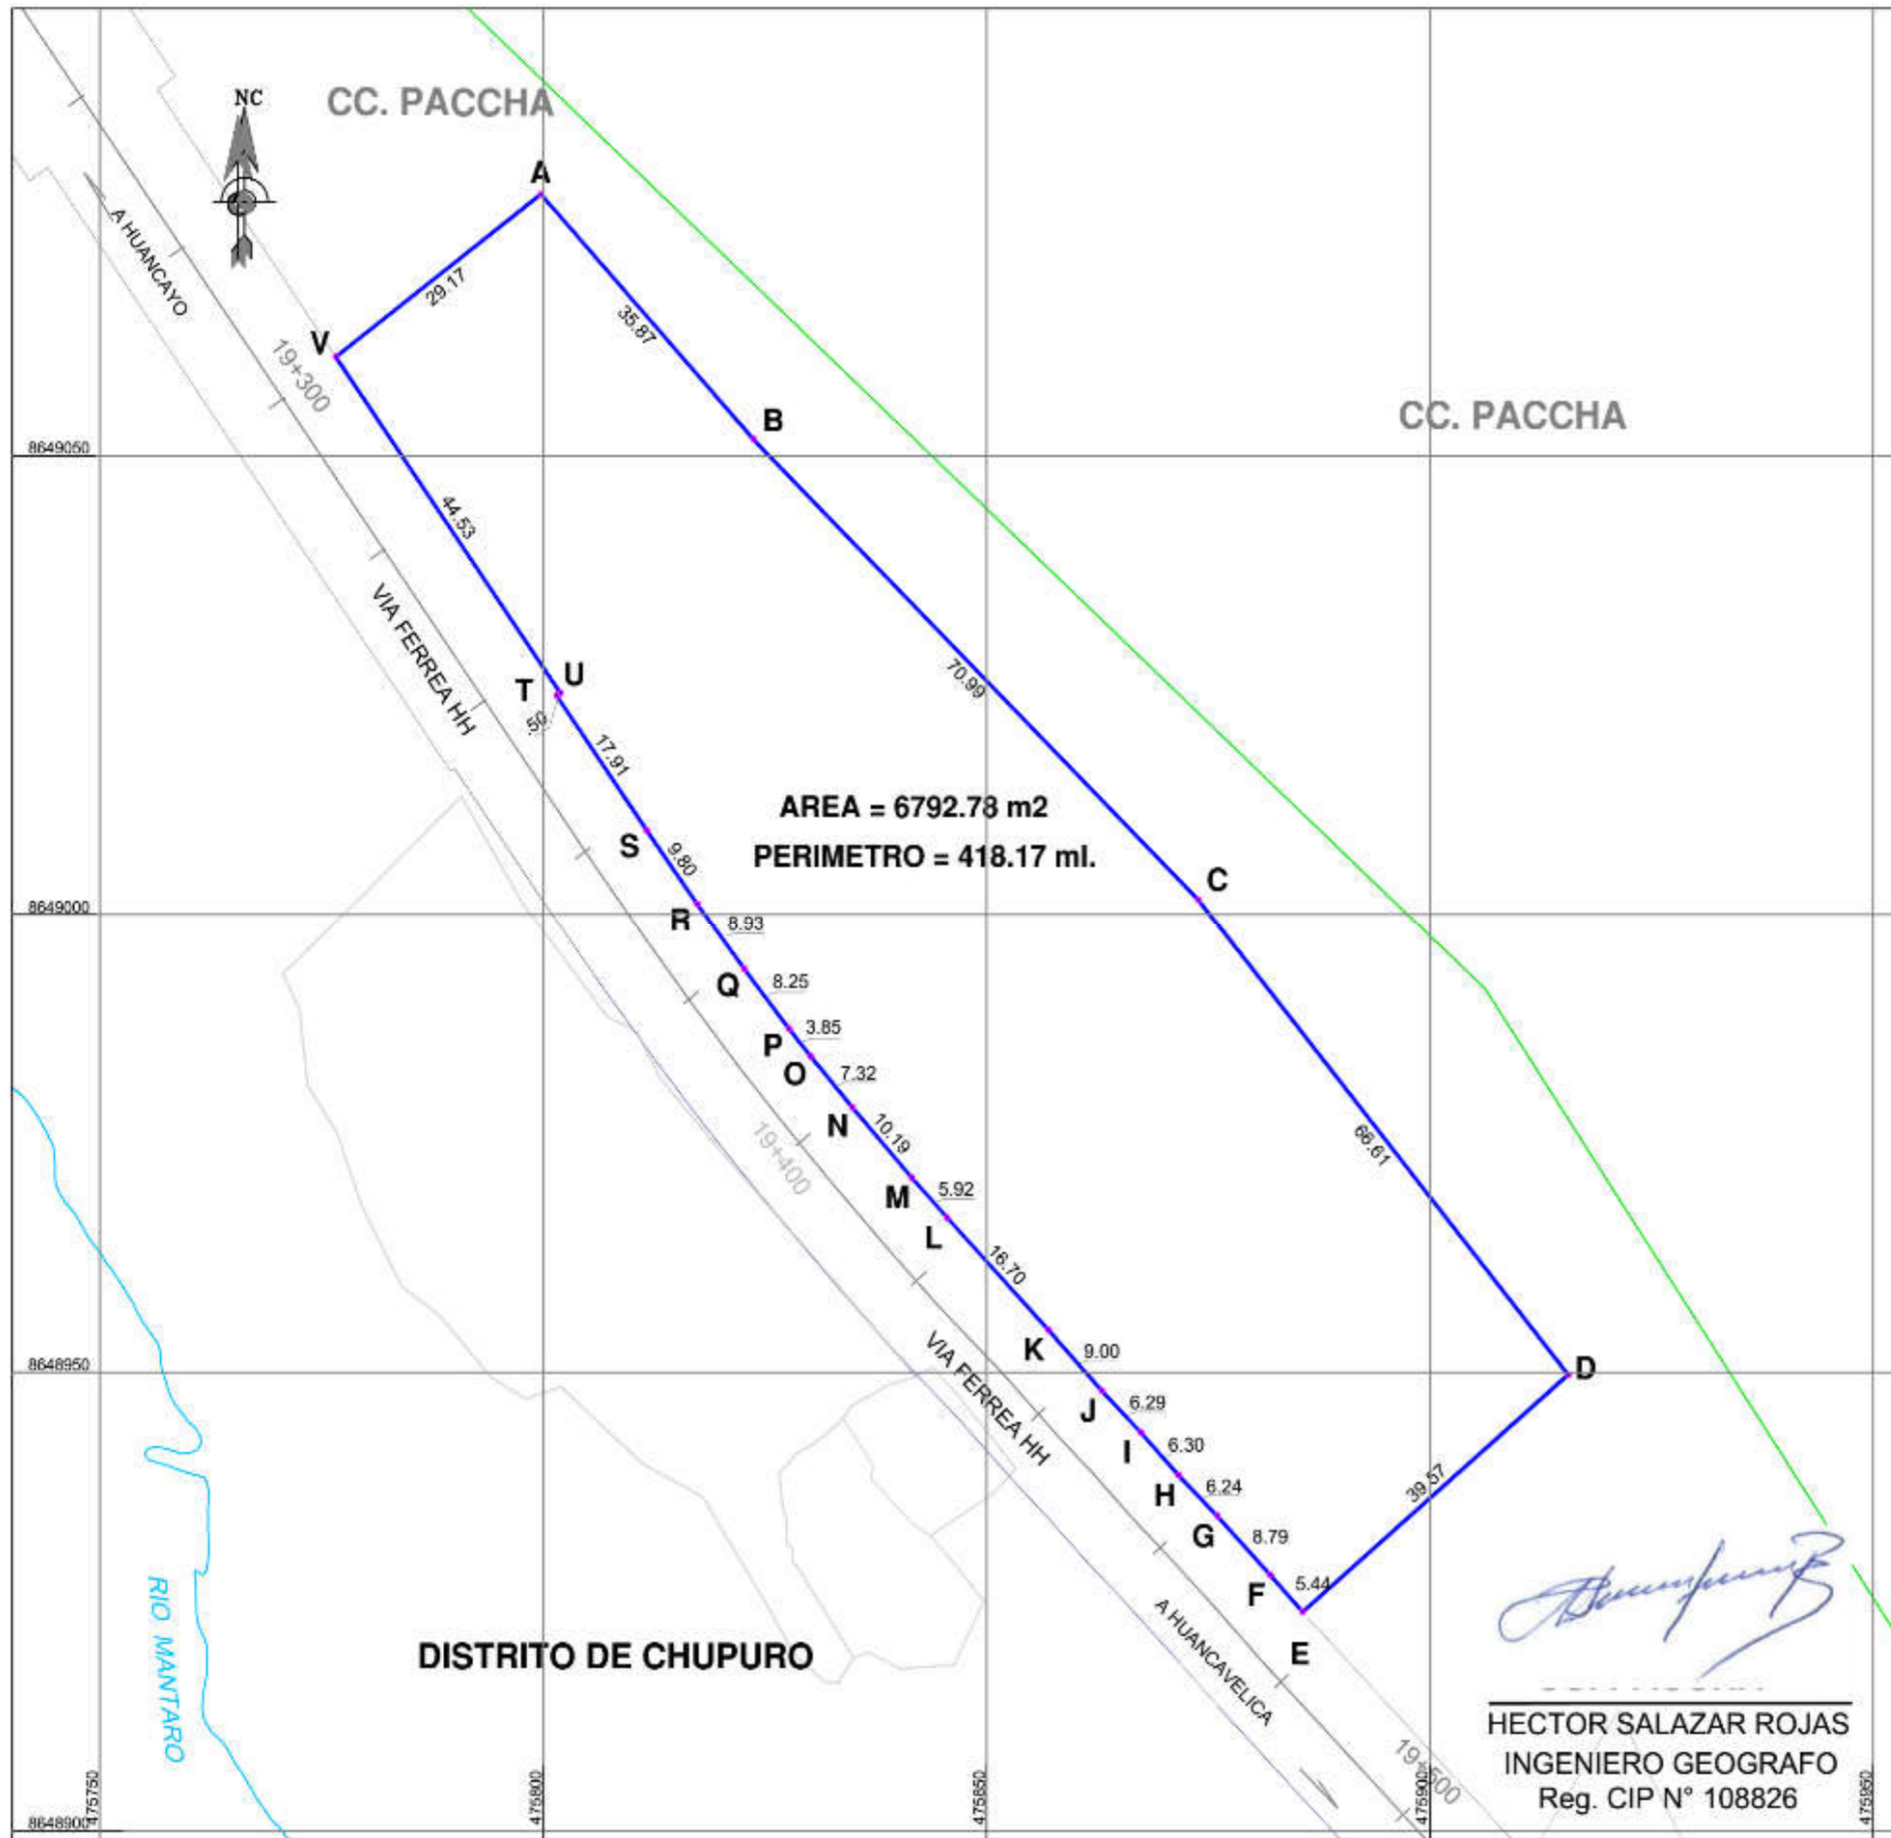 NC
CC. PACCHA
A
A HUANCAYO
29.17
35.87
V
19+300
B
CC. PACCHA
8649050
44.53
VIA FERREA HH
70.99
T
U
.50
17.91
AREA = 6792.78 m2
PERIMETRO = 418.17 ml.
S
9.80
C
8649000
R
8.93
Q
8.25
P
3.85
O
7.32
N
10.19
19+400
66.61
M
5.92
L
16.70
K
9.00
VIA FERREA HH
8648950
D
J
6.29
I
6.30
H
6.24
39.57
G
8.79
F
5.44
E
RIO MANTARO
DISTRITO DE CHUPURO
A HUANCAVELICA
HECTOR SALAZAR ROJAS
INGENIERO GEOGRAFO
Reg. CIP N° 108826
19+500
8648900
475750
475800
475850
475900
475950